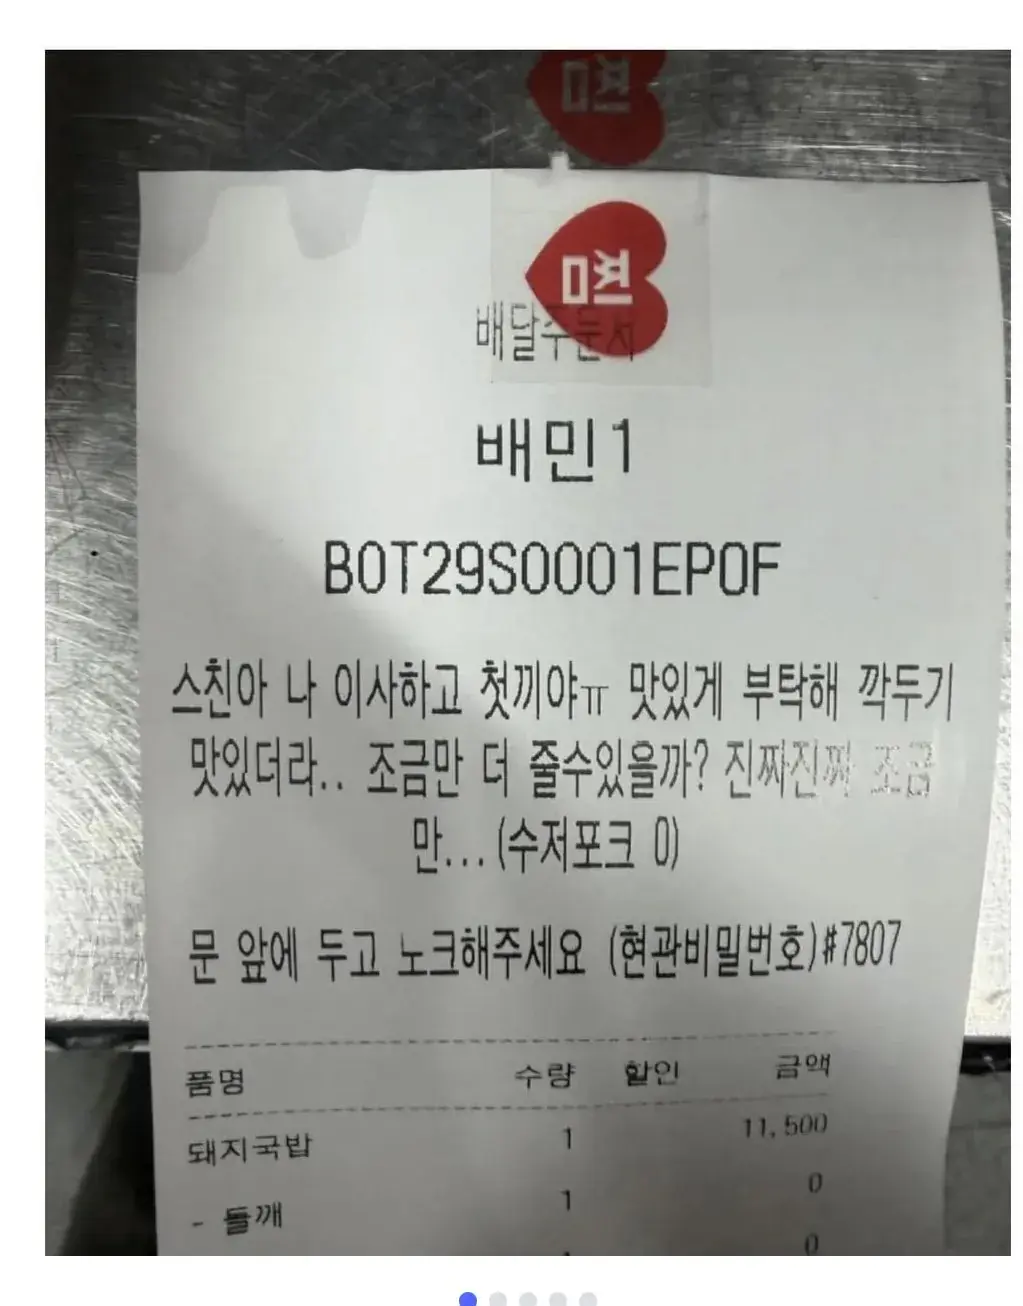 찜
찜
배달주문서
배민1
B0T29S0001EP0F
스친아 나 이사하고 첫끼야ㅠ 맛있게 부탁해 깍두기
맛있더라.. 조금만 더 줄수있을까? 진짜진짜 조금
만...(수저포크 O)
문 앞에 두고 노크해주세요 (현관비밀번호)#7807
품명 수량 할인 금액
돼지국밥 1 11,500
- 들깨 1 0
0